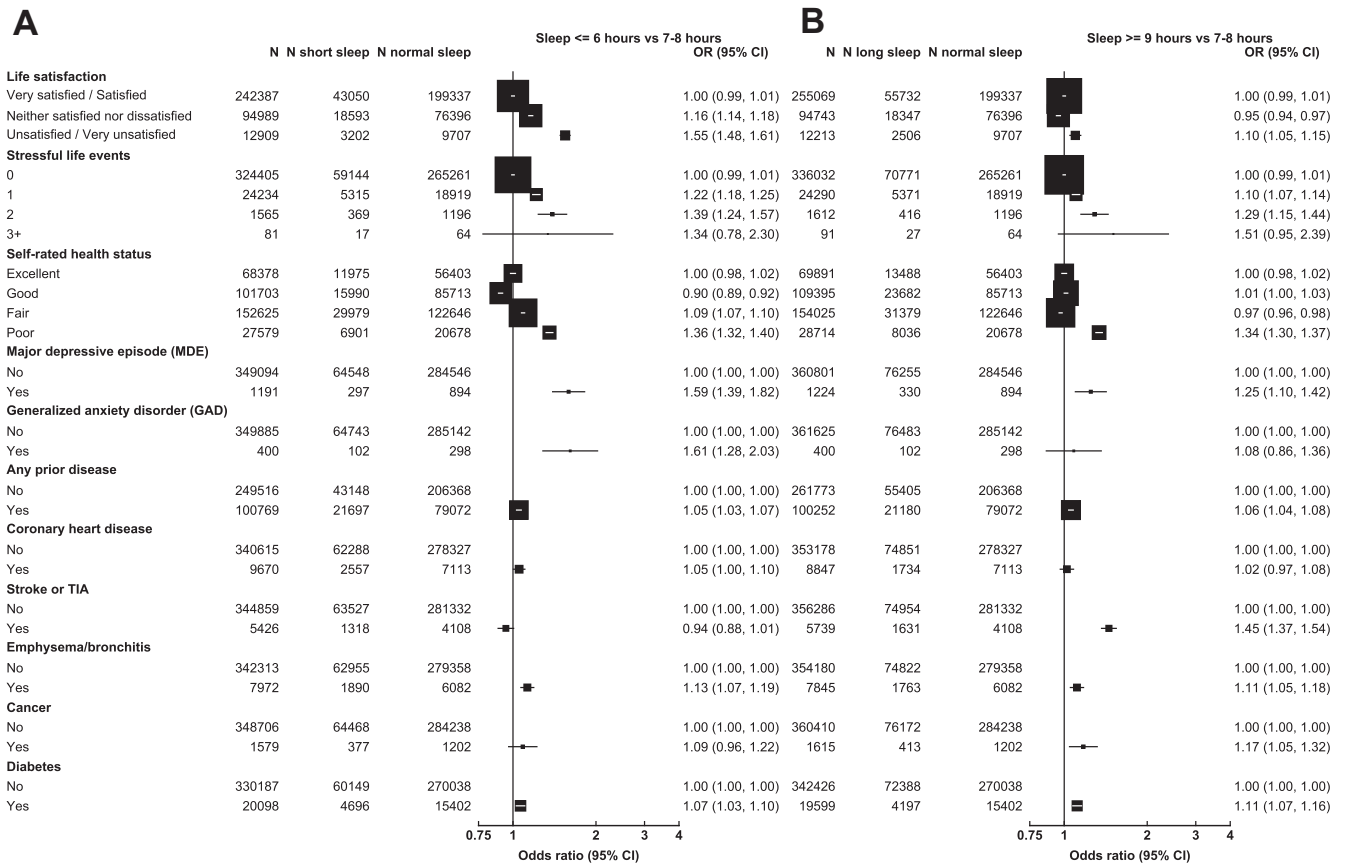 A B
Sleep <= 6 hours vs 7-8 hours Sleep >= 9 hours vs 7-8 hours
N N short sleep N normal sleep OR (95% CI) N N long sleep N normal sleep OR (95% CI)
Life satisfaction
Very satisfied / Satisfied 242387 43050 199337 1.00 (0.99, 1.01) 255069 55732 199337 1.00 (0.99, 1.01)
Neither satisfied nor dissatisfied 94989 18593 76396 1.16 (1.14, 1.18) 94743 18347 76396 0.95 (0.94, 0.97)
Unsatisfied / Very unsatisfied 12909 3202 9707 1.55 (1.48, 1.61) 12213 2506 9707 1.10 (1.05, 1.15)
Stressful life events
0 324405 59144 265261 1.00 (0.99, 1.01) 336032 70771 265261 1.00 (0.99, 1.01)
1 24234 5315 18919 1.22 (1.18, 1.25) 24290 5371 18919 1.10 (1.07, 1.14)
2 1565 369 1196 1.39 (1.24, 1.57) 1612 416 1196 1.29 (1.15, 1.44)
3+ 81 17 64 1.34 (0.78, 2.30) 91 27 64 1.51 (0.95, 2.39)
Self-rated health status
Excellent 68378 11975 56403 1.00 (0.98, 1.02) 69891 13488 56403 1.00 (0.98, 1.02)
Good 101703 15990 85713 0.90 (0.89, 0.92) 109395 23682 85713 1.01 (1.00, 1.03)
Fair 152625 29979 122646 1.09 (1.07, 1.10) 154025 31379 122646 0.97 (0.96, 0.98)
Poor 27579 6901 20678 1.36 (1.32, 1.40) 28714 8036 20678 1.34 (1.30, 1.37)
Major depressive episode (MDE)
No 349094 64548 284546 1.00 (1.00, 1.00) 360801 76255 284546 1.00 (1.00, 1.00)
Yes 1191 297 894 1.59 (1.39, 1.82) 1224 330 894 1.25 (1.10, 1.42)
Generalized anxiety disorder (GAD)
No 349885 64743 285142 1.00 (1.00, 1.00) 361625 76483 285142 1.00 (1.00, 1.00)
Yes 400 102 298 1.61 (1.28, 2.03) 400 102 298 1.08 (0.86, 1.36)
Any prior disease
No 249516 43148 206368 1.00 (1.00, 1.00) 261773 55405 206368 1.00 (1.00, 1.00)
Yes 100769 21697 79072 1.05 (1.03, 1.07) 100252 21180 79072 1.06 (1.04, 1.08)
Coronary heart disease
No 340615 62288 278327 1.00 (1.00, 1.00) 353178 74851 278327 1.00 (1.00, 1.00)
Yes 9670 2557 7113 1.05 (1.00, 1.10) 8847 1734 7113 1.02 (0.97, 1.08)
Stroke or TIA
No 344859 63527 281332 1.00 (1.00, 1.00) 356286 74954 281332 1.00 (1.00, 1.00)
Yes 5426 1318 4108 0.94 (0.88, 1.01) 5739 1631 4108 1.45 (1.37, 1.54)
Emphysema/bronchitis
No 342313 62955 279358 1.00 (1.00, 1.00) 354180 74822 279358 1.00 (1.00, 1.00)
Yes 7972 1890 6082 1.13 (1.07, 1.19) 7845 1763 6082 1.11 (1.05, 1.18)
Cancer
No 348706 64468 284238 1.00 (1.00, 1.00) 360410 76172 284238 1.00 (1.00, 1.00)
Yes 1579 377 1202 1.09 (0.96, 1.22) 1615 413 1202 1.17 (1.05, 1.32)
Diabetes
No 330187 60149 270038 1.00 (1.00, 1.00) 342426 72388 270038 1.00 (1.00, 1.00)
Yes 20098 4696 15402 1.07 (1.03, 1.10) 19599 4197 15402 1.11 (1.07, 1.16)
0.75 1 2 3 4 0.75 1 2 3 4
Odds ratio (95% CI) Odds ratio (95% CI)